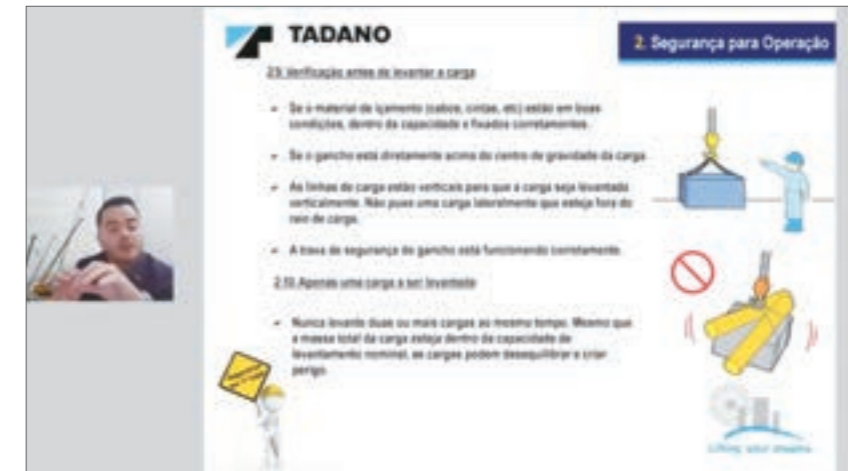 TADANO
2. Segurança para Operação
2.9. Verificação antes de levantar a carga
Se o material de içamento (cabos, cintas, etc) estão em boas
condições, dentro da capacidade e fixados corretamentos.
Se o gancho está diretamente acima do centro de gravidade da carga
As linhas de carga estão verticais para que a carga seja levantada
verticalmente. Não puxe uma carga lateralmente que esteja fora do
raio de carga.
A trava de segurança do gancho está funcionando corretamente.
2.10. Apenas uma carga a ser levantada
Nunca levante duas ou mais cargas ao mesmo tempo. Mesmo que
a massa total da carga esteja dentro da capacidade de
levantamento nominal, as cargas podem desequilibrar e criar
perigo.
Lifting your dreams